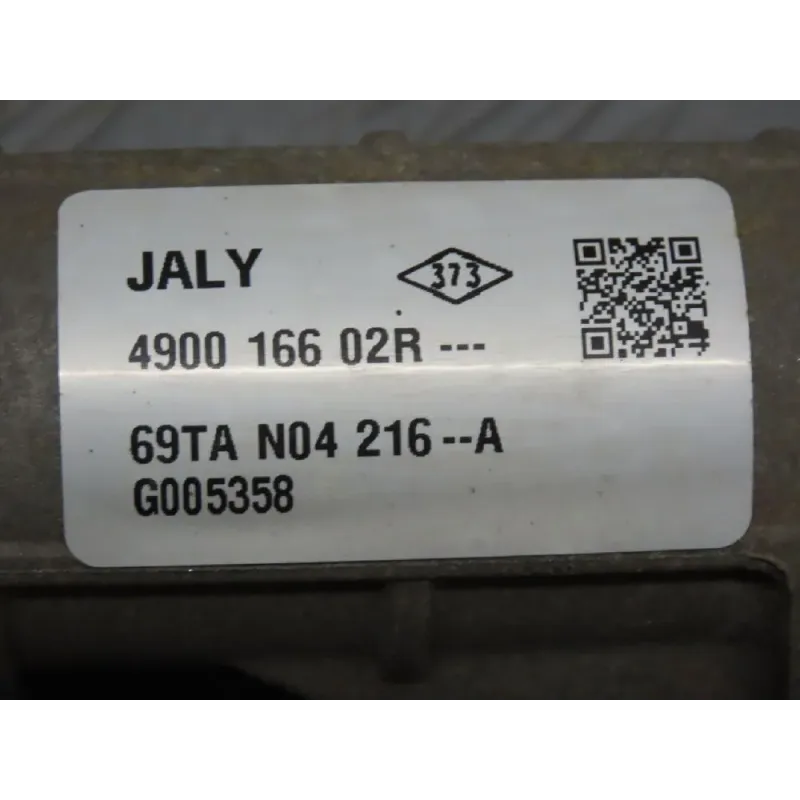 JALY
373
4900 166 02R ---
69TA N04 216 --A
G005358